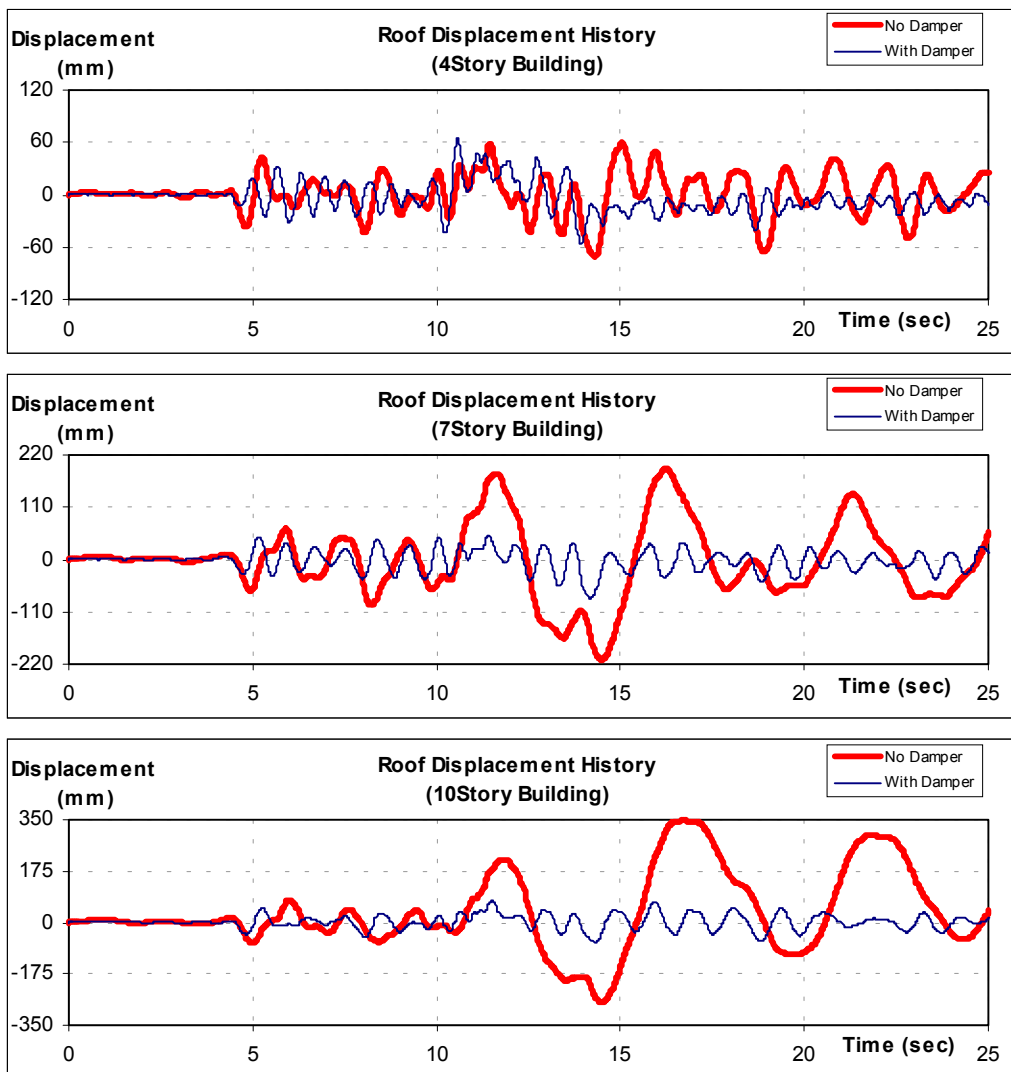 Displacement
(mm)
Roof Displacement History
(4Story Building)
No Damper
With Damper
120
60
0
-60
-120
0 5 10 15 20 25
Time (sec)
Displacement
(mm)
Roof Displacement History
(7Story Building)
No Damper
With Damper
220
110
0
-110
-220
0 5 10 15 20 25
Time (sec)
Displacement
(mm)
Roof Displacement History
(10Story Building)
No Damper
With Damper
350
175
0
-175
-350
0 5 10 15 20 25
Time (sec)